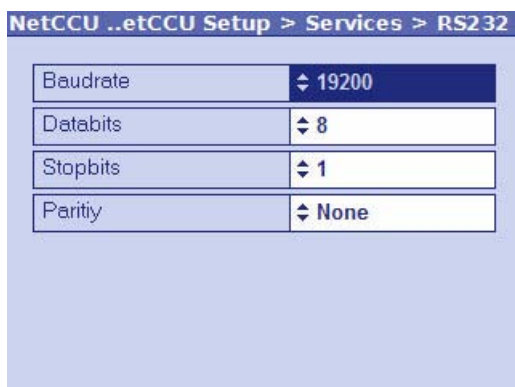 NetCCU ..etCCU Setup > Services > RS232
Baudrate 19200
Databits 8
Stopbits 1
Paritiy None